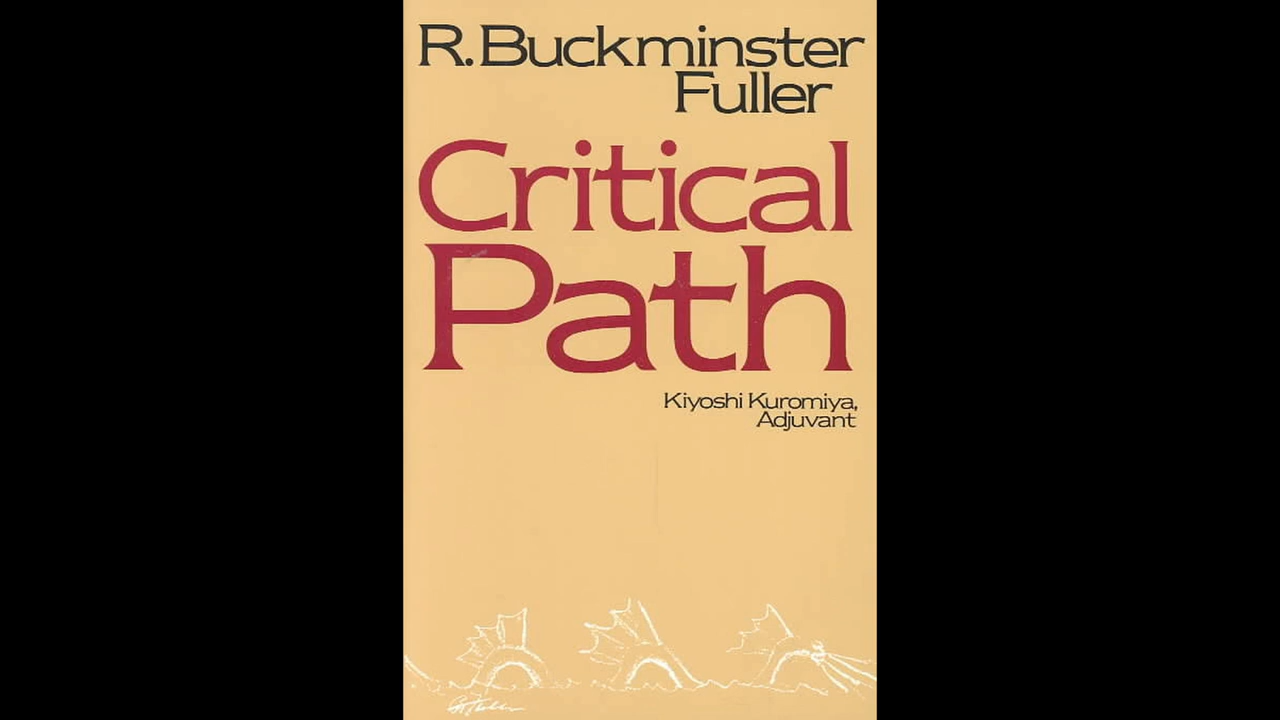 R. Buckminster
Fuller
Critical
Path
Kiyoshi Kuromiya,
Adjuvant